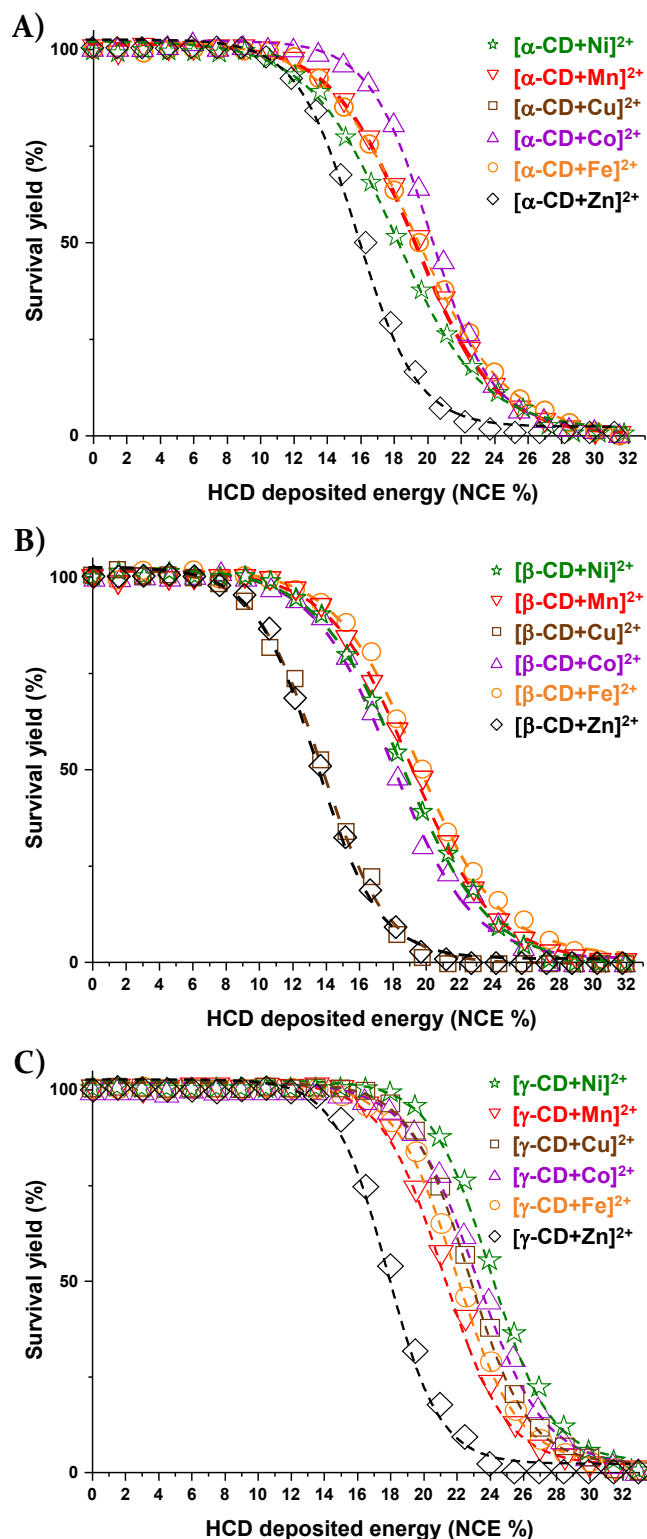 A)
100
50
0
Survival yield (%)
[α-CD+Ni]²⁺
[α-CD+Mn]²⁺
[α-CD+Cu]²⁺
[α-CD+Co]²⁺
[α-CD+Fe]²⁺
[α-CD+Zn]²⁺
0 2 4 6 8 10 12 14 16 18 20 22 24 26 28 30 32
HCD deposited energy (NCE %)
B)
100
50
0
Survival yield (%)
[β-CD+Ni]²⁺
[β-CD+Mn]²⁺
[β-CD+Cu]²⁺
[β-CD+Co]²⁺
[β-CD+Fe]²⁺
[β-CD+Zn]²⁺
0 2 4 6 8 10 12 14 16 18 20 22 24 26 28 30 32
HCD deposited energy (NCE %)
C)
100
50
0
Survival yield (%)
[γ-CD+Ni]²⁺
[γ-CD+Mn]²⁺
[γ-CD+Cu]²⁺
[γ-CD+Co]²⁺
[γ-CD+Fe]²⁺
[γ-CD+Zn]²⁺
0 2 4 6 8 10 12 14 16 18 20 22 24 26 28 30 32
HCD deposited energy (NCE %)